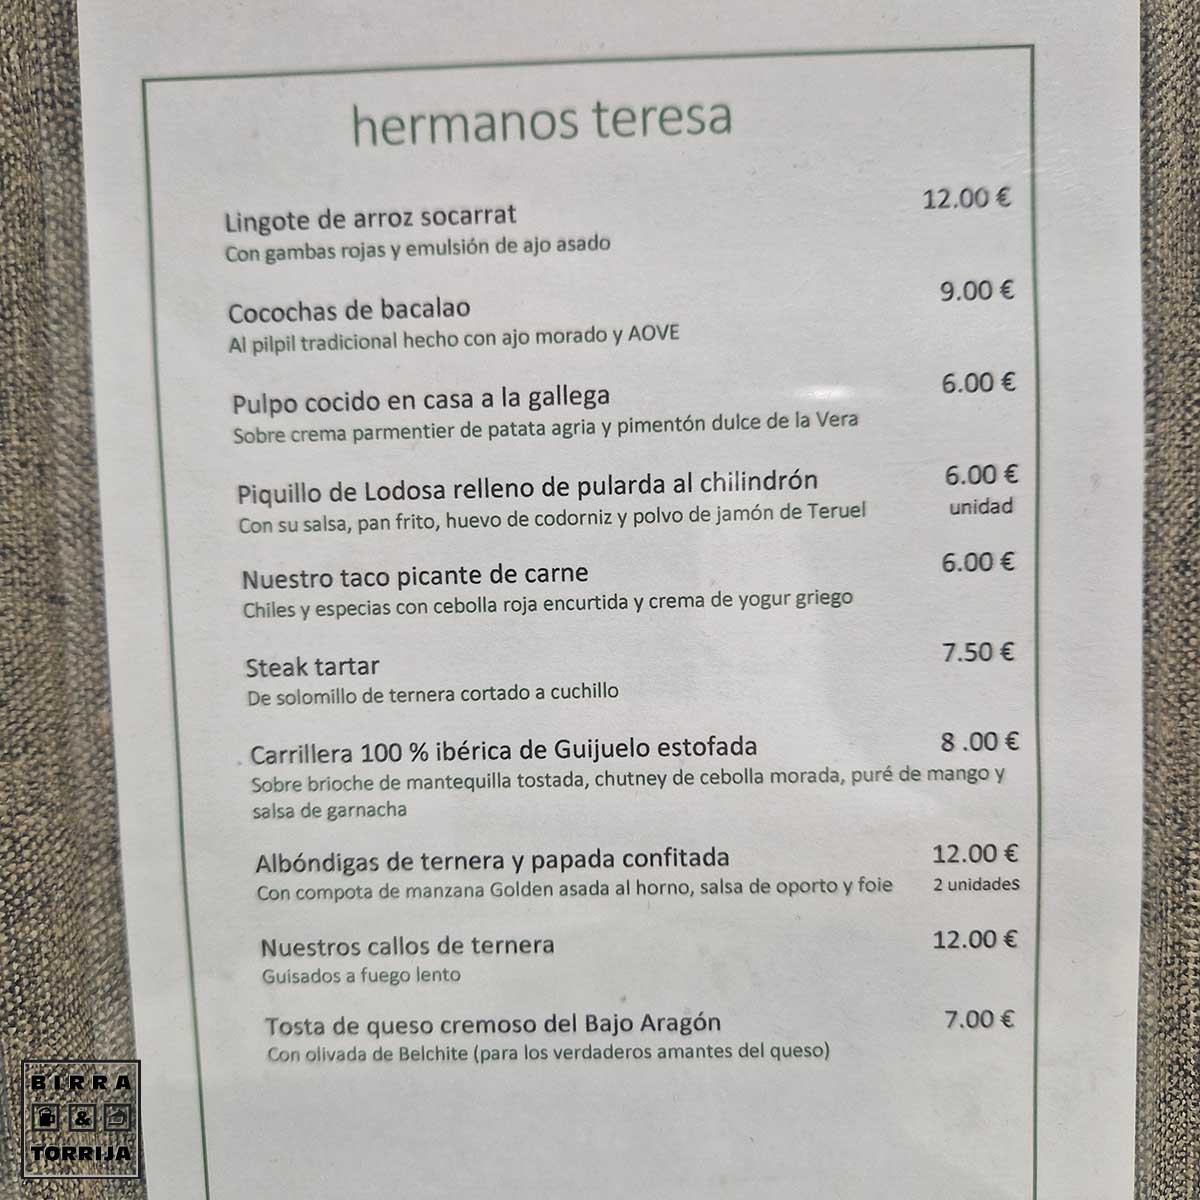 hermanos teresa
Lingote de arroz socarrat 12.00 €
Con gambas rojas y emulsión de ajo asado
Cocochas de bacalao 9.00 €
Al pilpil tradicional hecho con ajo morado y AOVE
Pulpo cocido en casa a la gallega 6.00 €
Sobre crema parmentier de patata agria y pimentón dulce de la Vera
Piquillo de Lodosa relleno de pularda al chilindrón 6.00 €
Con su salsa, pan frito, huevo de codorniz y polvo de jamón de Teruel unidad
Nuestro taco picante de carne 6.00 €
Chiles y especias con cebolla roja encurtida y crema de yogur griego
Steak tartar 7.50 €
De solomillo de ternera cortado a cuchillo
Carrillera 100 % ibérica de Guijuelo estofada 8 .00 €
Sobre brioche de mantequilla tostada, chutney de cebolla morada, puré de mango y
salsa de garnacha
Albóndigas de ternera y papada confitada 12.00 €
Con compota de manzana Golden asada al horno, salsa de oporto y foie 2 unidades
Nuestros callos de ternera 12.00 €
Guisados a fuego lento
Tosta de queso cremoso del Bajo Aragón 7.00 €
Con olivada de Belchite (para los verdaderos amantes del queso)
BIRRA
&
TORRIJA